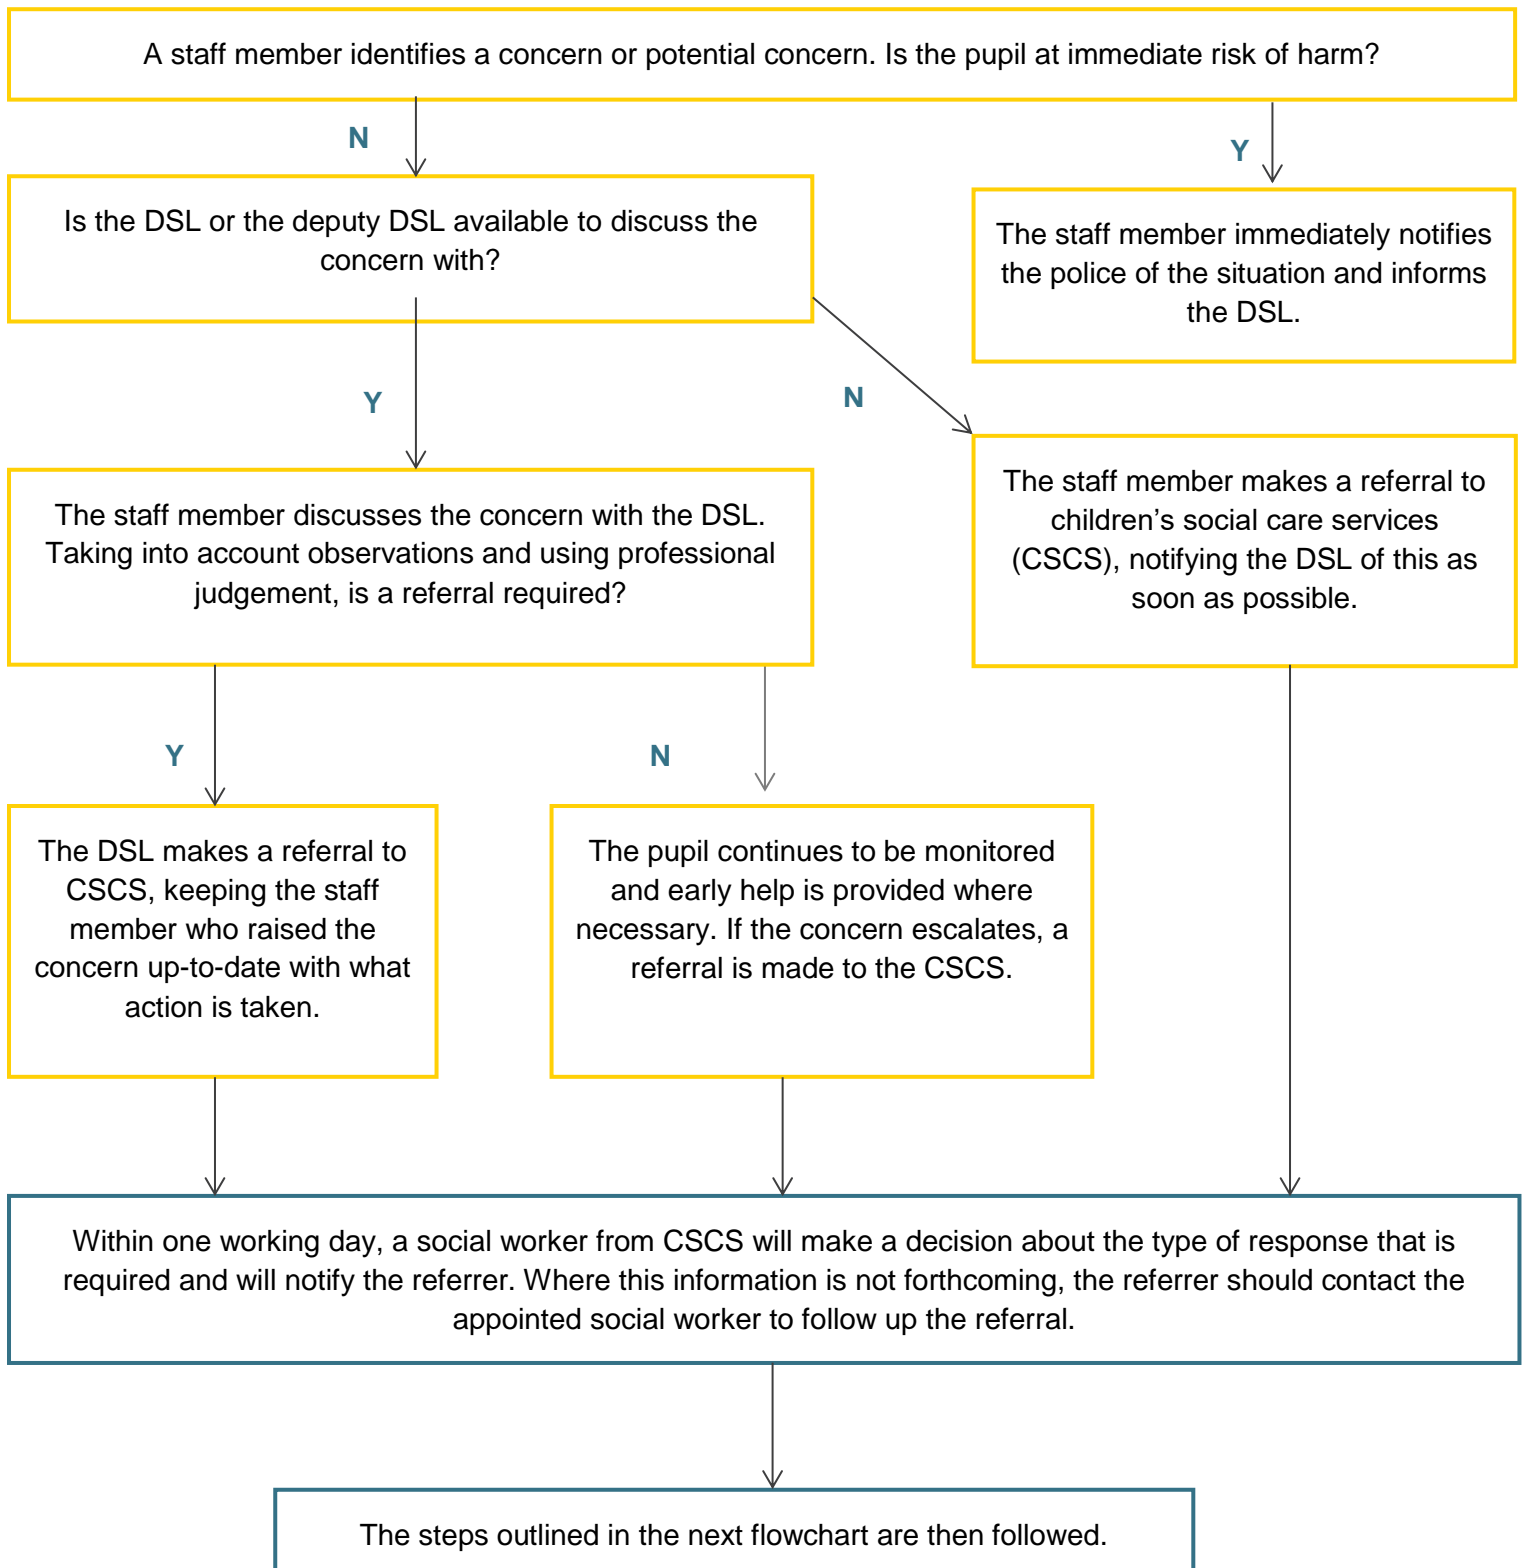 A staff member identifies a concern or potential concern. Is the pupil at immediate risk of harm?
N
Y
Is the DSL or the deputy DSL available to discuss the
concern with?
The staff member immediately notifies
the police of the situation and informs
the DSL.
Y
N
The staff member discusses the concern with the DSL.
Taking into account observations and using professional
judgement, is a referral required?
The staff member makes a referral to
children’s social care services
(CSCS), notifying the DSL of this as
soon as possible.
Y
N
The DSL makes a referral to
CSCS, keeping the staff
member who raised the
concern up-to-date with what
action is taken.
The pupil continues to be monitored
and early help is provided where
necessary. If the concern escalates, a
referral is made to the CSCS.
Within one working day, a social worker from CSCS will make a decision about the type of response that is
required and will notify the referrer. Where this information is not forthcoming, the referrer should contact the
appointed social worker to follow up the referral.
The steps outlined in the next flowchart are then followed.